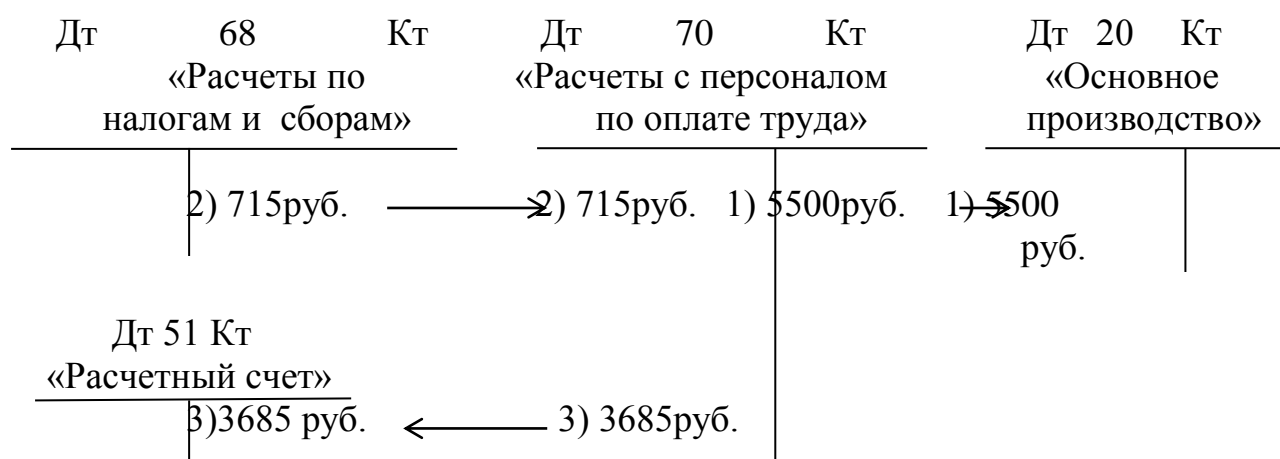 Дт 68 Кт Дт 70 Кт Дт 20 Кт
«Расчеты по «Расчеты с персоналом «Основное
налогам и сборам» по оплате труда» производство»
2) 715руб. 2) 715руб. 1) 5500руб. 1) 5500
руб.
Дт 51 Кт
«Расчетный счет»
3)3685 руб. 3) 3685руб.